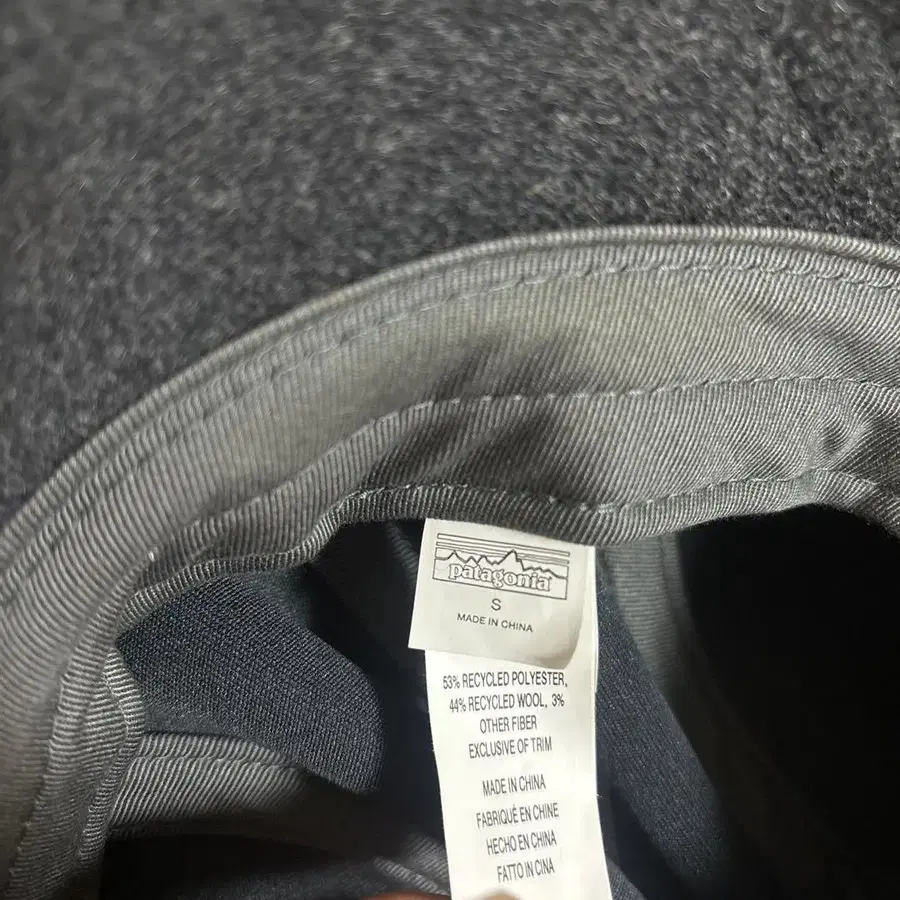 patagonia
S
MADE IN CHINA
53% RECYCLED POLYESTER,
44% RECYCLED WOOL, 3%
OTHER FIBER
EXCLUSIVE OF TRIM
MADE IN CHINA
FABRIQUÉ EN CHINE
HECHO EN CHINA
FATTO IN CINA